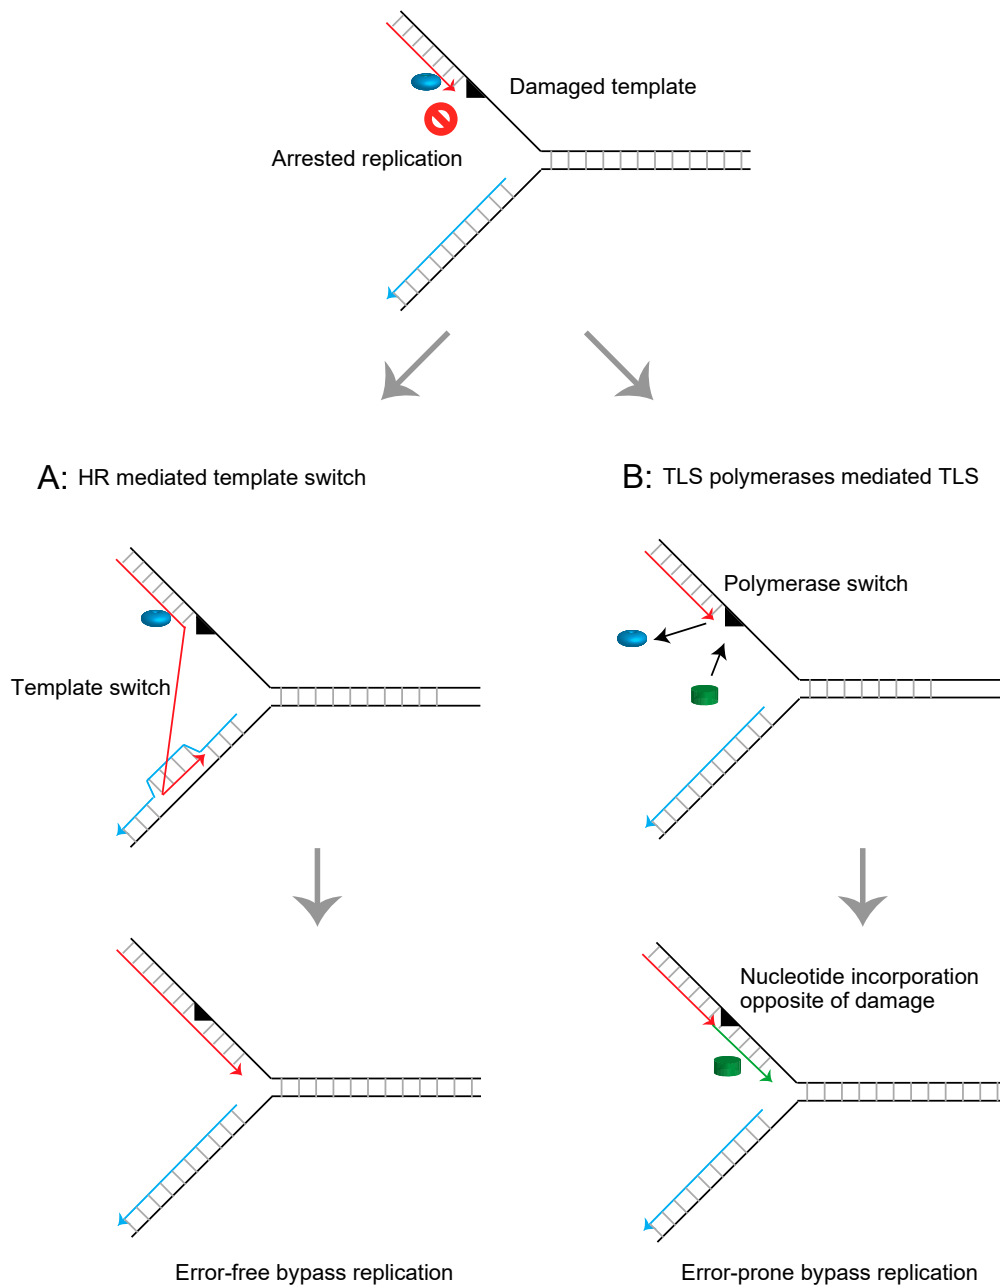 Damaged template
Arrested replication
A: HR mediated template switch
B: TLS polymerases mediated TLS
Polymerase switch
Template switch
Nucleotide incorporation
opposite of damage
Error-free bypass replication
Error-prone bypass replication